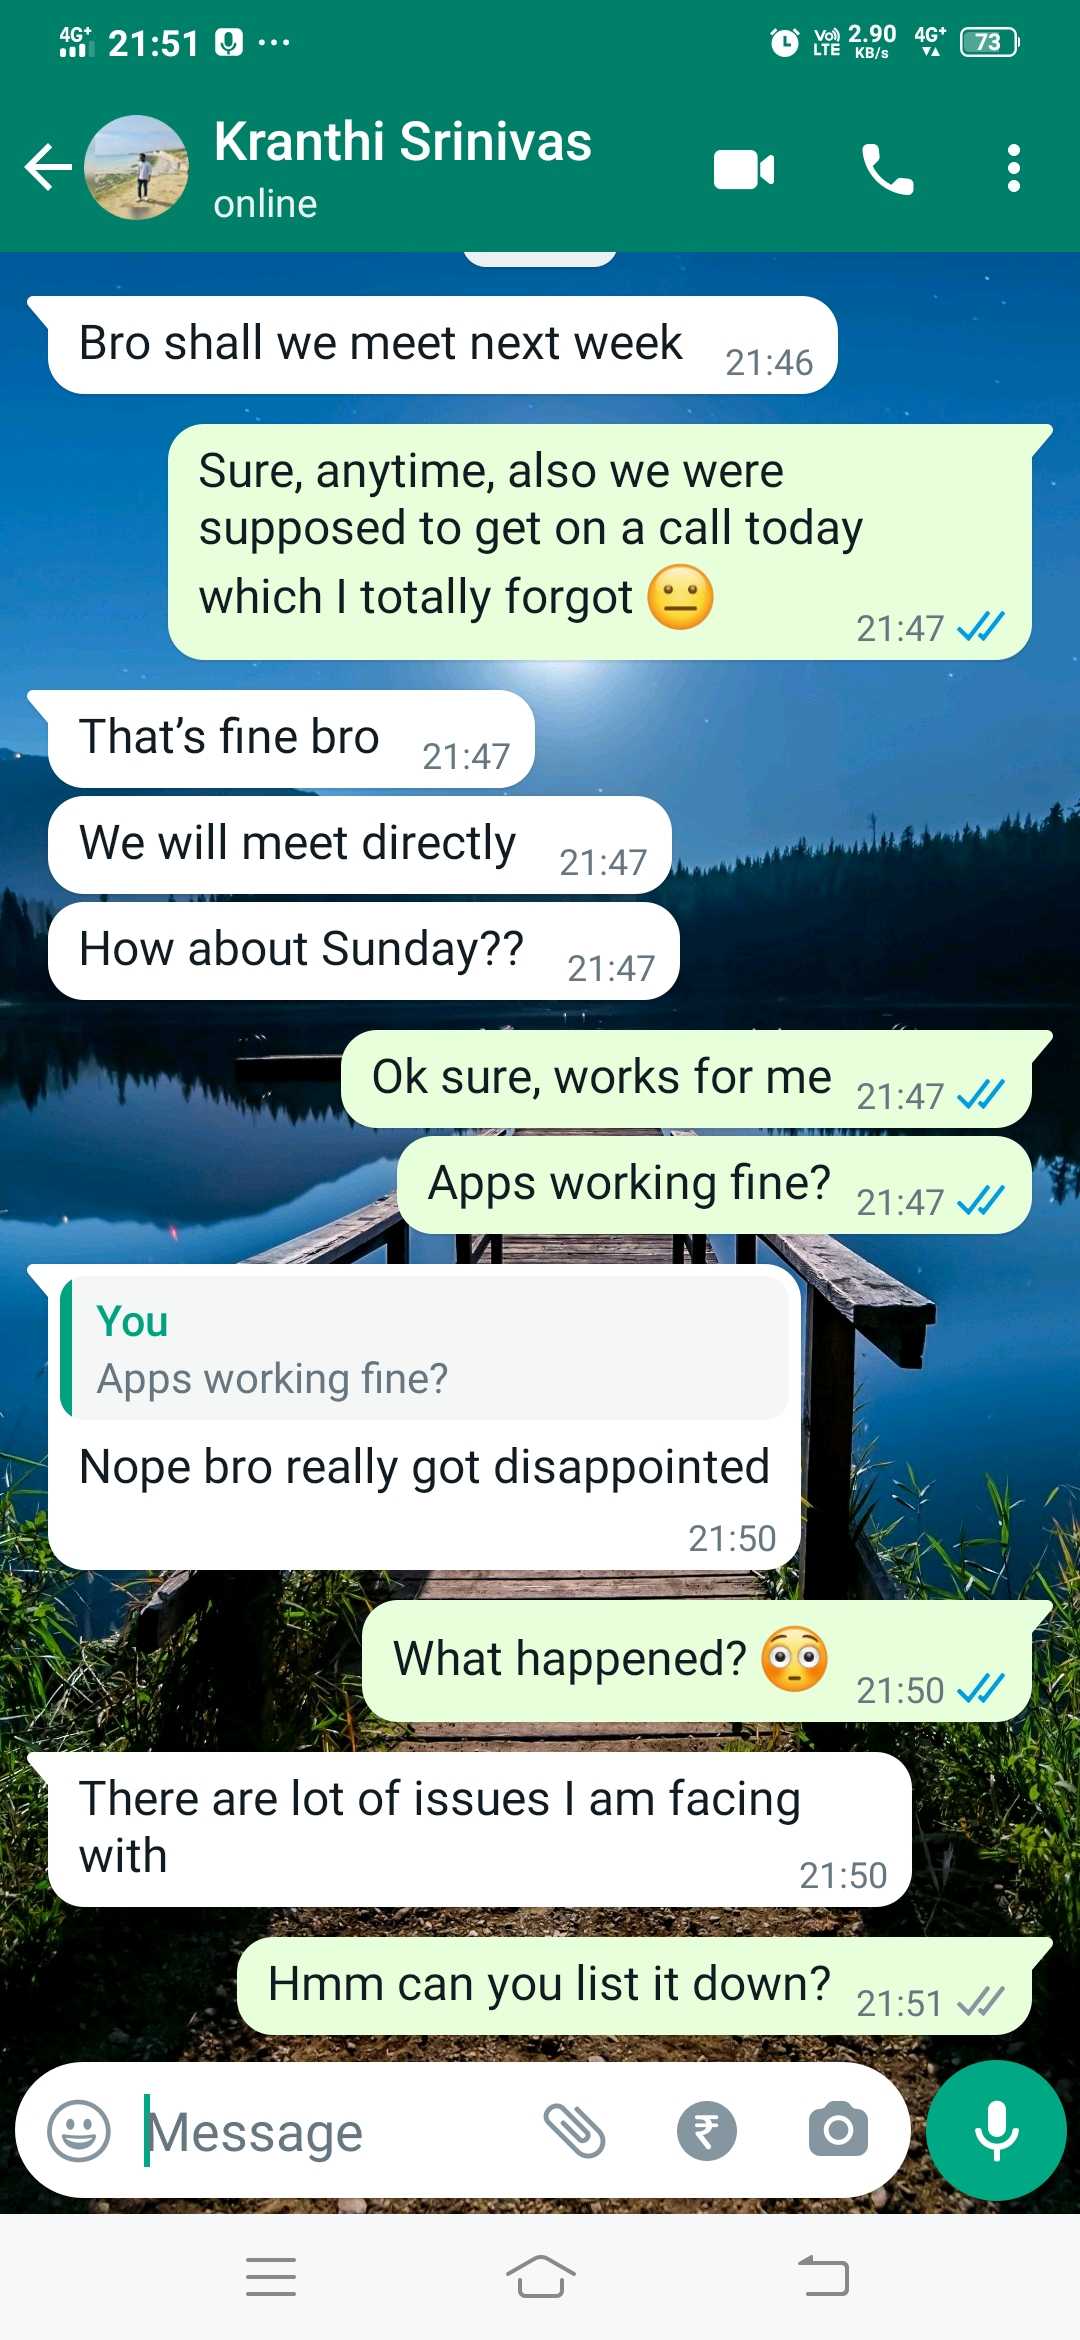 4G+ 21:51 ... Vo) LTE 2.90 KB/s 4G+ 73
Kranthi Srinivas
online
Bro shall we meet next week 21:46
Sure, anytime, also we were
supposed to get on a call today
which I totally forgot 😐
21:47
That’s fine bro 21:47
We will meet directly 21:47
How about Sunday?? 21:47
Ok sure, works for me 21:47
Apps working fine? 21:47
You
Apps working fine?
Nope bro really got disappointed
21:50
What happened? 😳 21:50
There are lot of issues I am facing
with
21:50
Hmm can you list it down? 21:51
Message ₹